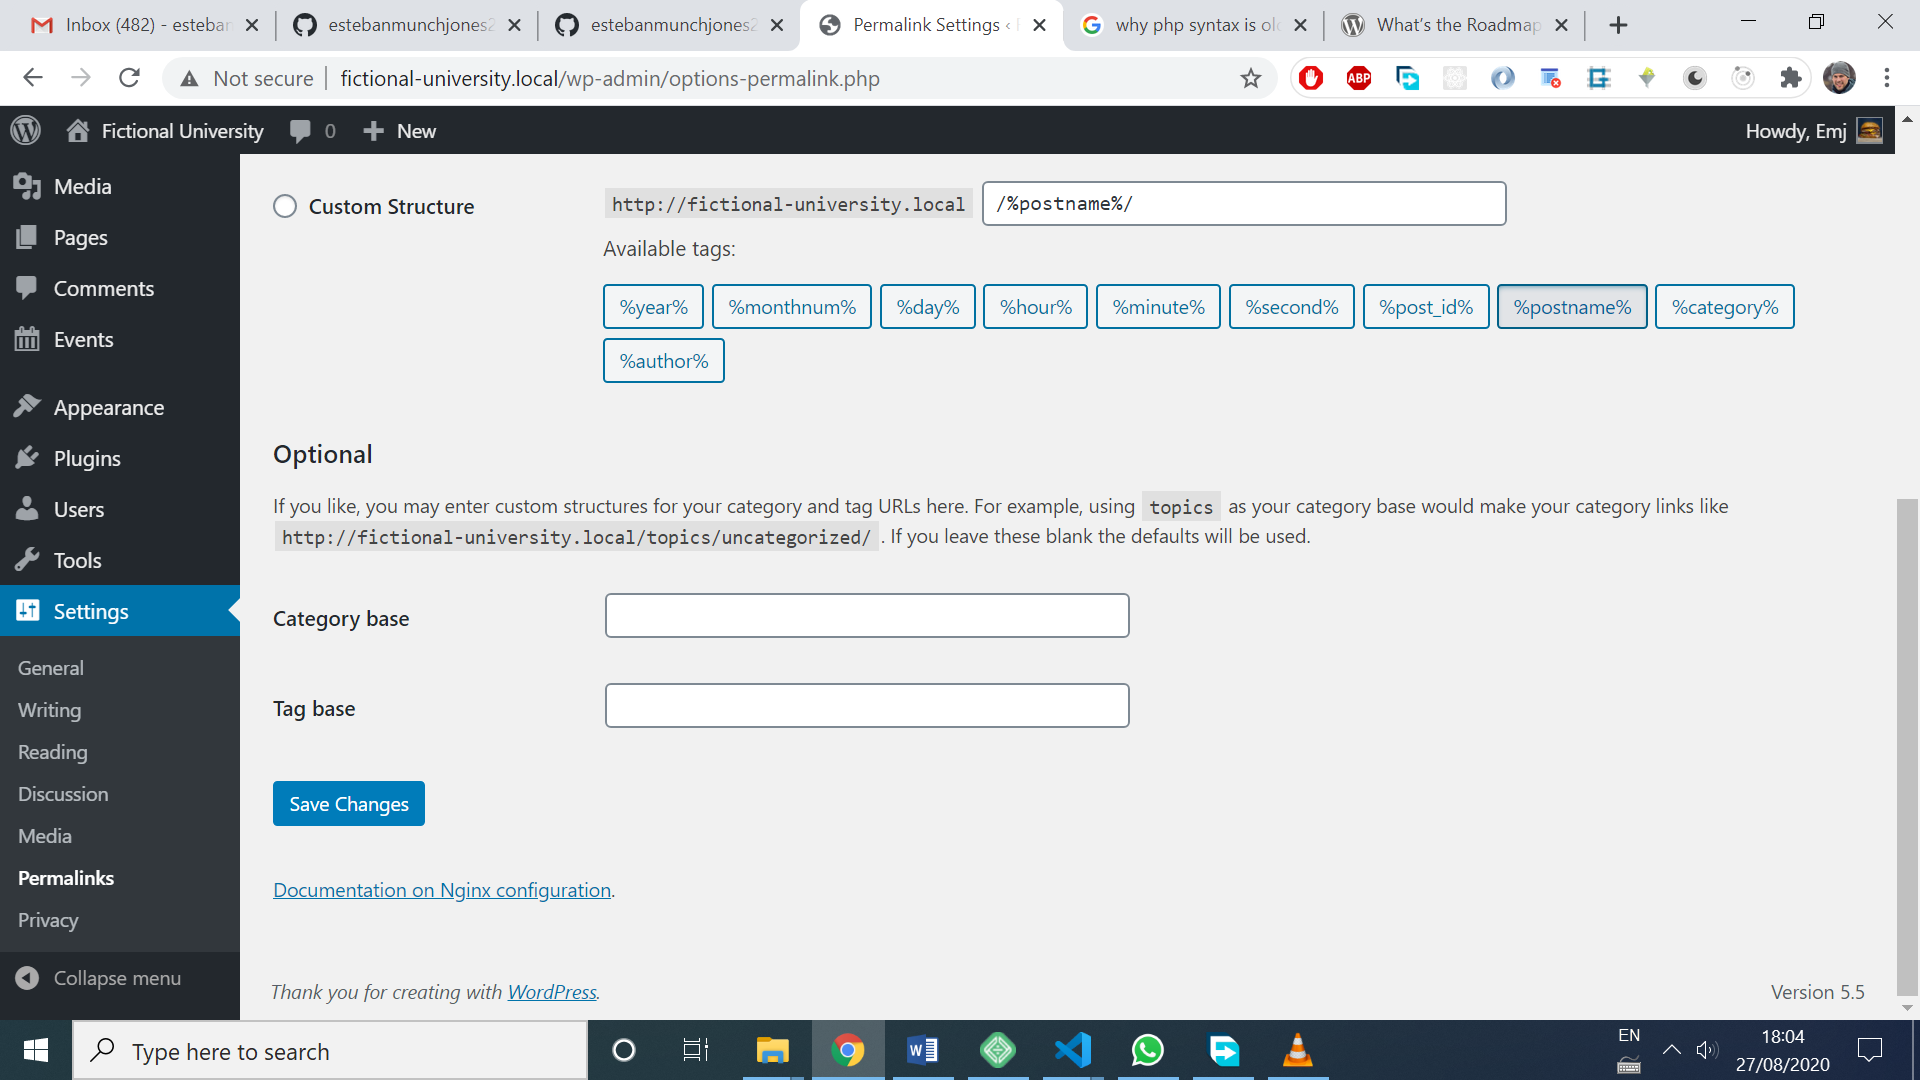 Inbox (482) - esteban
estebanmunchjones2
estebanmunchjones2
Permalink Settings ‹
why php syntax is ol
What's the Roadmap
Not secure
fictional-university.local/wp-admin/options-permalink.php
ABP
Fictional University
0
New
Howdy, Emj
Media
Pages
Comments
Events
Appearance
Plugins
Users
Tools
Settings
General
Writing
Reading
Discussion
Media
Permalinks
Privacy
Collapse menu
Custom Structure
http://fictional-university.local
/%postname%/
Available tags:
%year%
%monthnum%
%day%
%hour%
%minute%
%second%
%post_id%
%postname%
%category%
%author%
Optional
If you like, you may enter custom structures for your category and tag URLs here. For example, using topics as your category base would make your category links like
http://fictional-university.local/topics/uncategorized/ . If you leave these blank the defaults will be used.
Category base
Tag base
Save Changes
Documentation on Nginx configuration.
Thank you for creating with WordPress.
Version 5.5
Type here to search
EN
18:04
27/08/2020